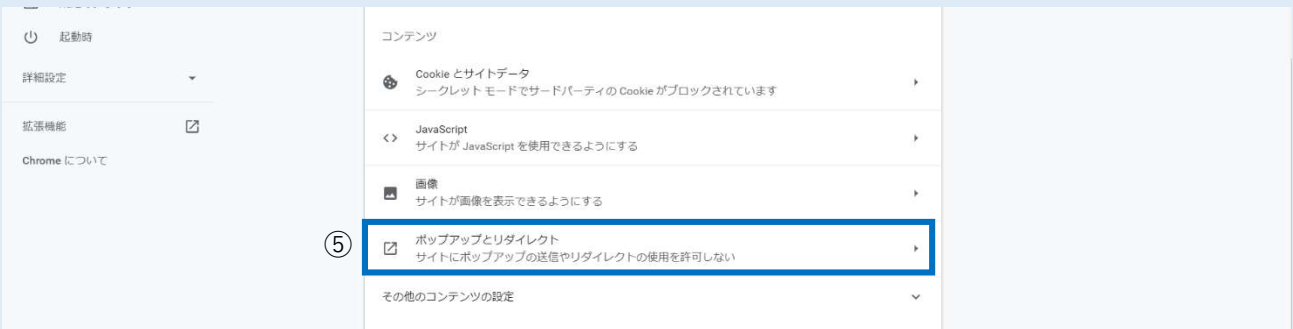 起動時
詳細設定
拡張機能
Chrome について
コンテンツ
Cookie とサイトデータ
シークレット モードでサードパーティの Cookie がブロックされています
JavaScript
サイトが JavaScript を使用できるようにする
画像
サイトが画像を表示できるようにする
⑤
ポップアップとリダイレクト
サイトにポップアップの送信やリダイレクトの使用を許可しない
その他のコンテンツの設定